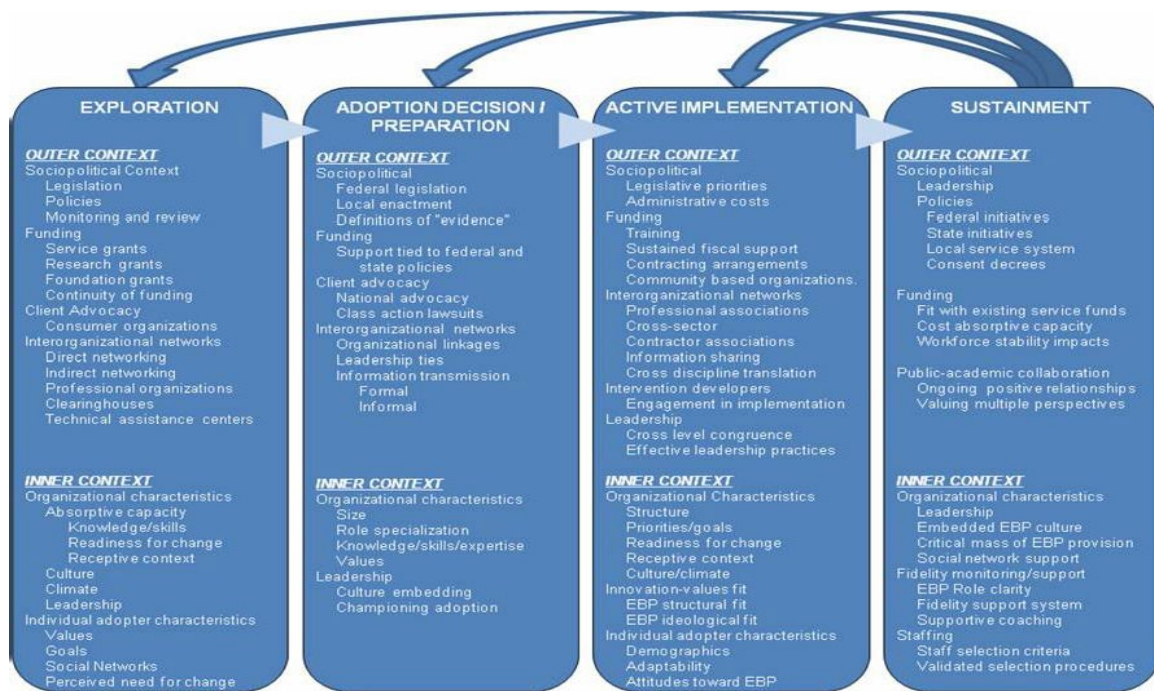 EXPLORATION
OUTER CONTEXT
Sociopolitical Context
Legislation
Policies
Monitoring and review
Funding
Service grants
Research grants
Foundation grants
Continuity of funding
Client Advocacy
Consumer organizations
Interorganizational networks
Direct networking
Indirect networking
Professional organizations
Clearinghouses
Technical assistance centers
INNER CONTEXT
Organizational characteristics
Absorptive capacity
Knowledge/skills
Readiness for change
Receptive context
Culture
Climate
Leadership
Individual adopter characteristics
Values
Goals
Social Networks
Perceived need for change
ADOPTION DECISION /
PREPARATION
OUTER CONTEXT
Sociopolitical
Federal legislation
Local enactment
Definitions of "evidence"
Funding
Support tied to federal and
state policies
Client advocacy
National advocacy
Class action lawsuits
Interorganizational networks
Organizational linkages
Leadership ties
Information transmission
Formal
Informal
INNER CONTEXT
Organizational characteristics
Size
Role specialization
Knowledge/skills/expertise
Values
Leadership
Culture embedding
Championing adoption
ACTIVE IMPLEMENTATION
OUTER CONTEXT
Sociopolitical
Legislative priorities
Administrative costs
Funding
Training
Sustained fiscal support
Contracting arrangements
Community based organizations.
Interorganizational networks
Professional associations
Cross-sector
Contractor associations
Information sharing
Cross discipline translation
Intervention developers
Engagement in implementation
Leadership
Cross level congruence
Effective leadership practices
INNER CONTEXT
Organizational Characteristics
Structure
Priorities/goals
Readiness for change
Receptive context
Culture/climate
Innovation-values fit
EBP structural fit
EBP ideological fit
Individual adopter characteristics
Demographics
Adaptability
Attitudes toward EBP
SUSTAINMENT
OUTER CONTEXT
Sociopolitical
Leadership
Policies
Federal initiatives
State initiatives
Local service system
Consent decrees
Funding
Fit with existing service funds
Cost absorptive capacity
Workforce stability impacts
Public-academic collaboration
Ongoing positive relationships
Valuing multiple perspectives
INNER CONTEXT
Organizational characteristics
Leadership
Embedded EBP culture
Critical mass of EBP provision
Social network support
Fidelity monitoring/support
EBP Role clarity
Fidelity support system
Supportive coaching
Staffing
Staff selection criteria
Validated selection procedures